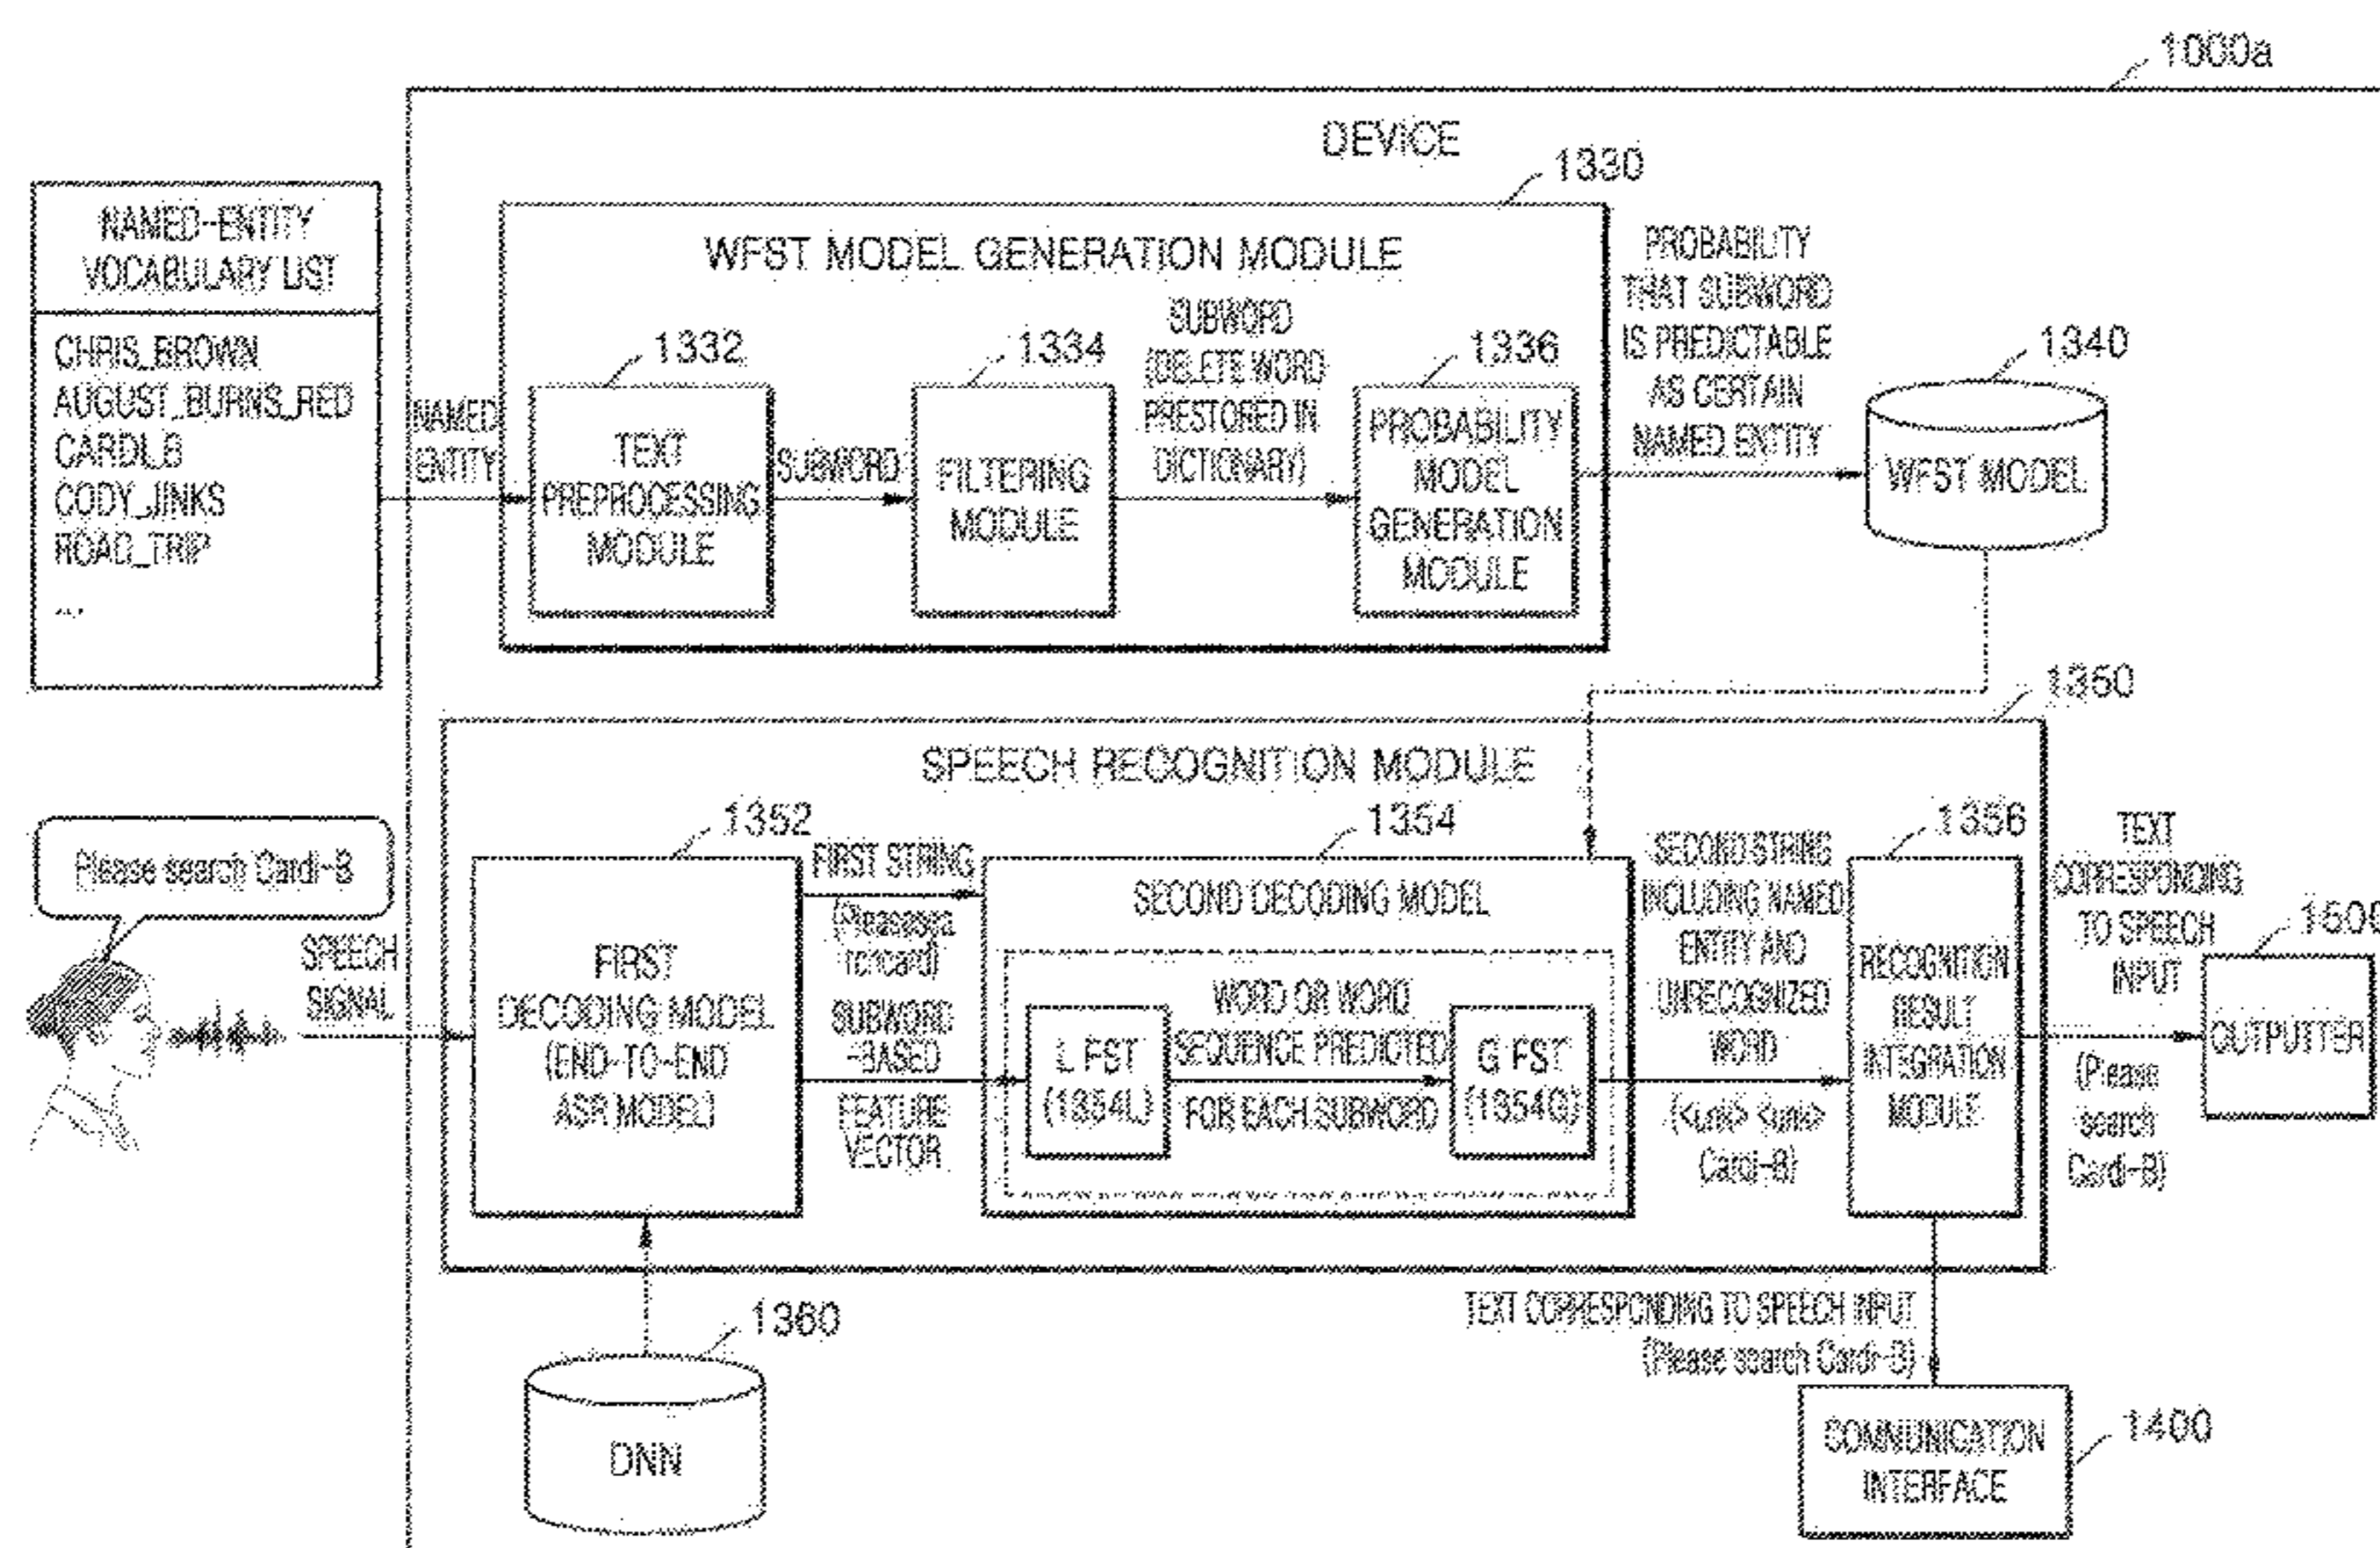 1000a
DEVICE
1330
NAMED-ENTITY
VOCABULARY LIST
CHRIS_BROWN
AUGUST_BURNS_RED
CARDI_B
CODY_JINKS
ROAD_TRIP
...
NAMED
ENTITY
WFST MODEL GENERATION MODULE
1332
TEXT
PREPROCESSING
MODULE
SUBWORD
1334
FILTERING
MODULE
SUBWORD
(DELETE WORD
PRESTORED IN
DICTIONARY)
1336
PROBABILITY
MODEL
GENERATION
MODULE
PROBABILITY
THAT SUBWORD
IS PREDICTABLE
AS CERTAIN
NAMED ENTITY
1340
WFST MODEL
1350
SPEECH RECOGNITION MODULE
Please search Cardi-B
SPEECH
SIGNAL
1352
FIRST
DECODING MODEL
(END-TO-END
ASR MODEL)
FIRST STRING
SUBWORD
-BASED
FEATURE
VECTOR
1354
SECOND DECODING MODEL
L FST
(1354L)
WORD OR WORD
SEQUENCE PREDICTED
FOR EACH SUBWORD
G FST
(1354G)
SECOND STRING
INCLUDING NAMED
ENTITY AND
UNRECOGNIZED
WORD
(<unk> <unk>
Cardi-B)
1356
RECOGNITION
RESULT
INTEGRATION
MODULE
TEXT
CORRESPONDING
TO SPEECH
INPUT
(Please
search
Cardi-B)
OUTPUTTER
1360
DNN
TEXT CORRESPONDING TO SPEECH INPUT
(Please search Cardi-B)
1400
COMMUNICATION
INTERFACE